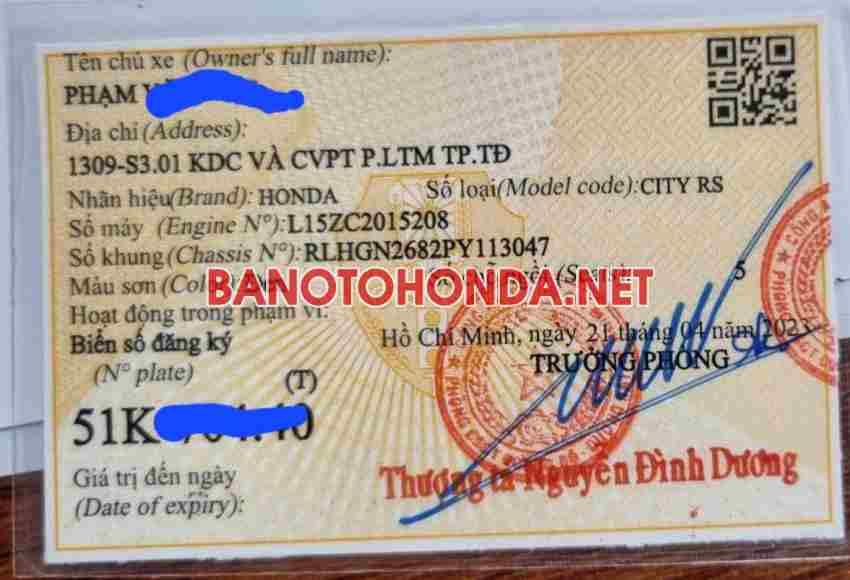 Tên chủ xe (Owner's full name):
PHẠM
Địa chỉ (Address):
1309-S3.01 KDC VÀ CVPT P.LTM TP.TĐ
Nhãn hiệu(Brand): HONDA Số loại(Model code):CITY RS
Số máy (Engine N°):L15ZC2015208
Số khung(Chassis N°):RLHGN2682PY113047
Màu sơn (Color) 5
BANOTOHONDA.NET
Hoạt động trong phạm vi:
Hồ Chí Minh, ngày 21 tháng 04 năm 2023
Biển số đăng ký
TRƯỞNG PHÒNG
(N° plate)
(T)
51K
Thượng tá Nguyễn Đình Dương
Giá trị đến ngày
(Date of expiry):